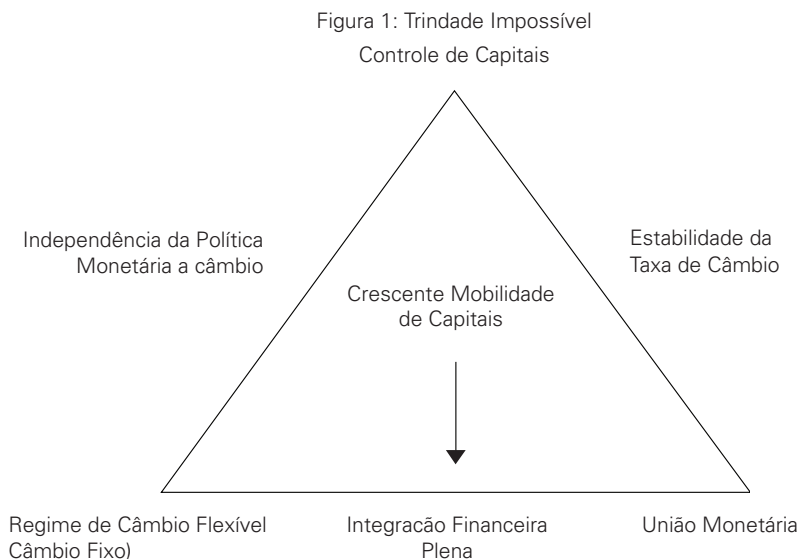 Figura 1: Trindade Impossível
Controle de Capitais
Independência da Política
Monetária a câmbio
Estabilidade da
Taxa de Câmbio
Crescente Mobilidade
de Capitais
Regime de Câmbio Flexível
Câmbio Fixo)
Integracão Financeira
Plena
União Monetária